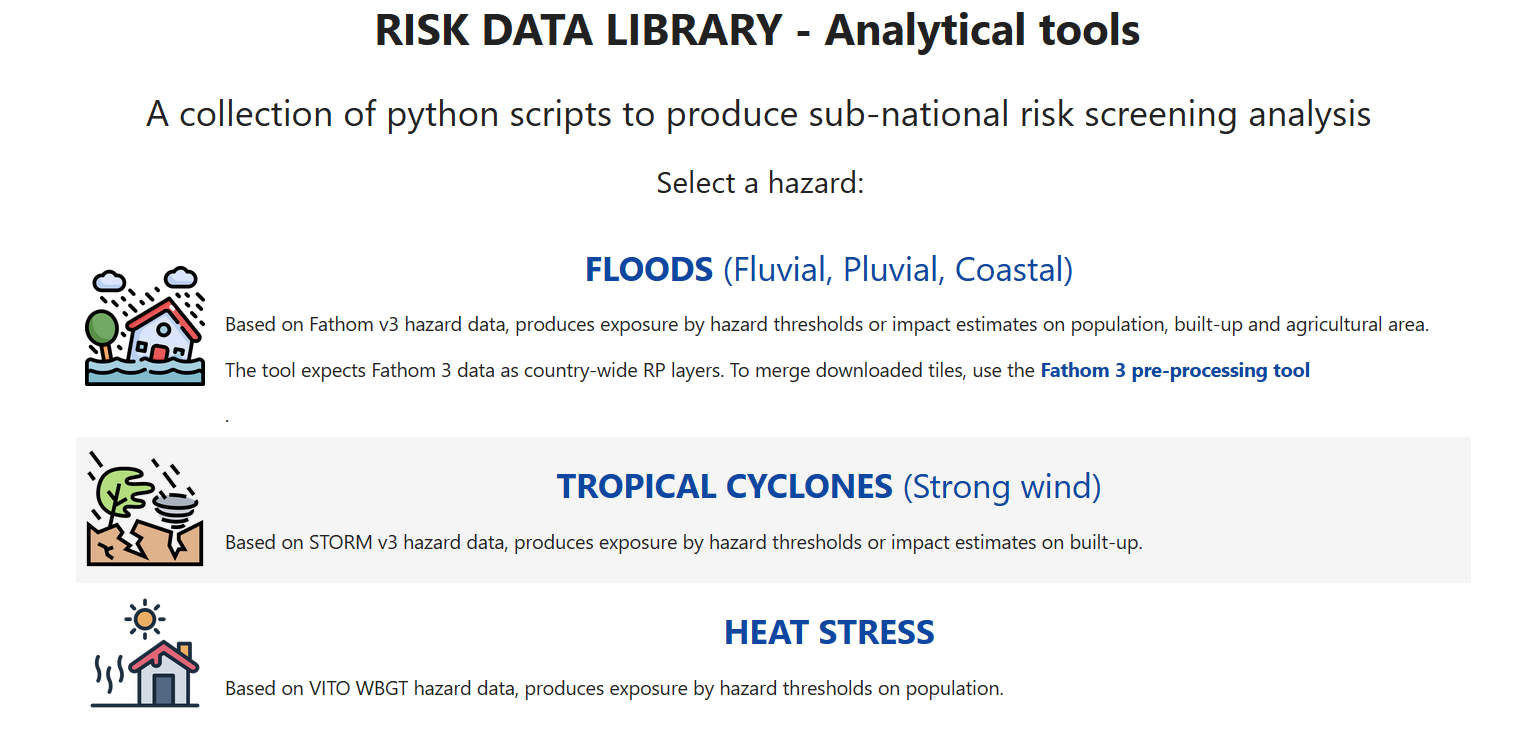 RISK DATA LIBRARY - Analytical tools
A collection of python scripts to produce sub-national risk screening analysis
Select a hazard:
FLOODS (Fluvial, Pluvial, Coastal)
Based on Fathom v3 hazard data, produces exposure by hazard thresholds or impact estimates on population, built-up and agricultural area.
The tool expects Fathom 3 data as country-wide RP layers. To merge downloaded tiles, use the Fathom 3 pre-processing tool
.
TROPICAL CYCLONES (Strong wind)
Based on STORM v3 hazard data, produces exposure by hazard thresholds or impact estimates on built-up.
HEAT STRESS
Based on VITO WBGT hazard data, produces exposure by hazard thresholds on population.